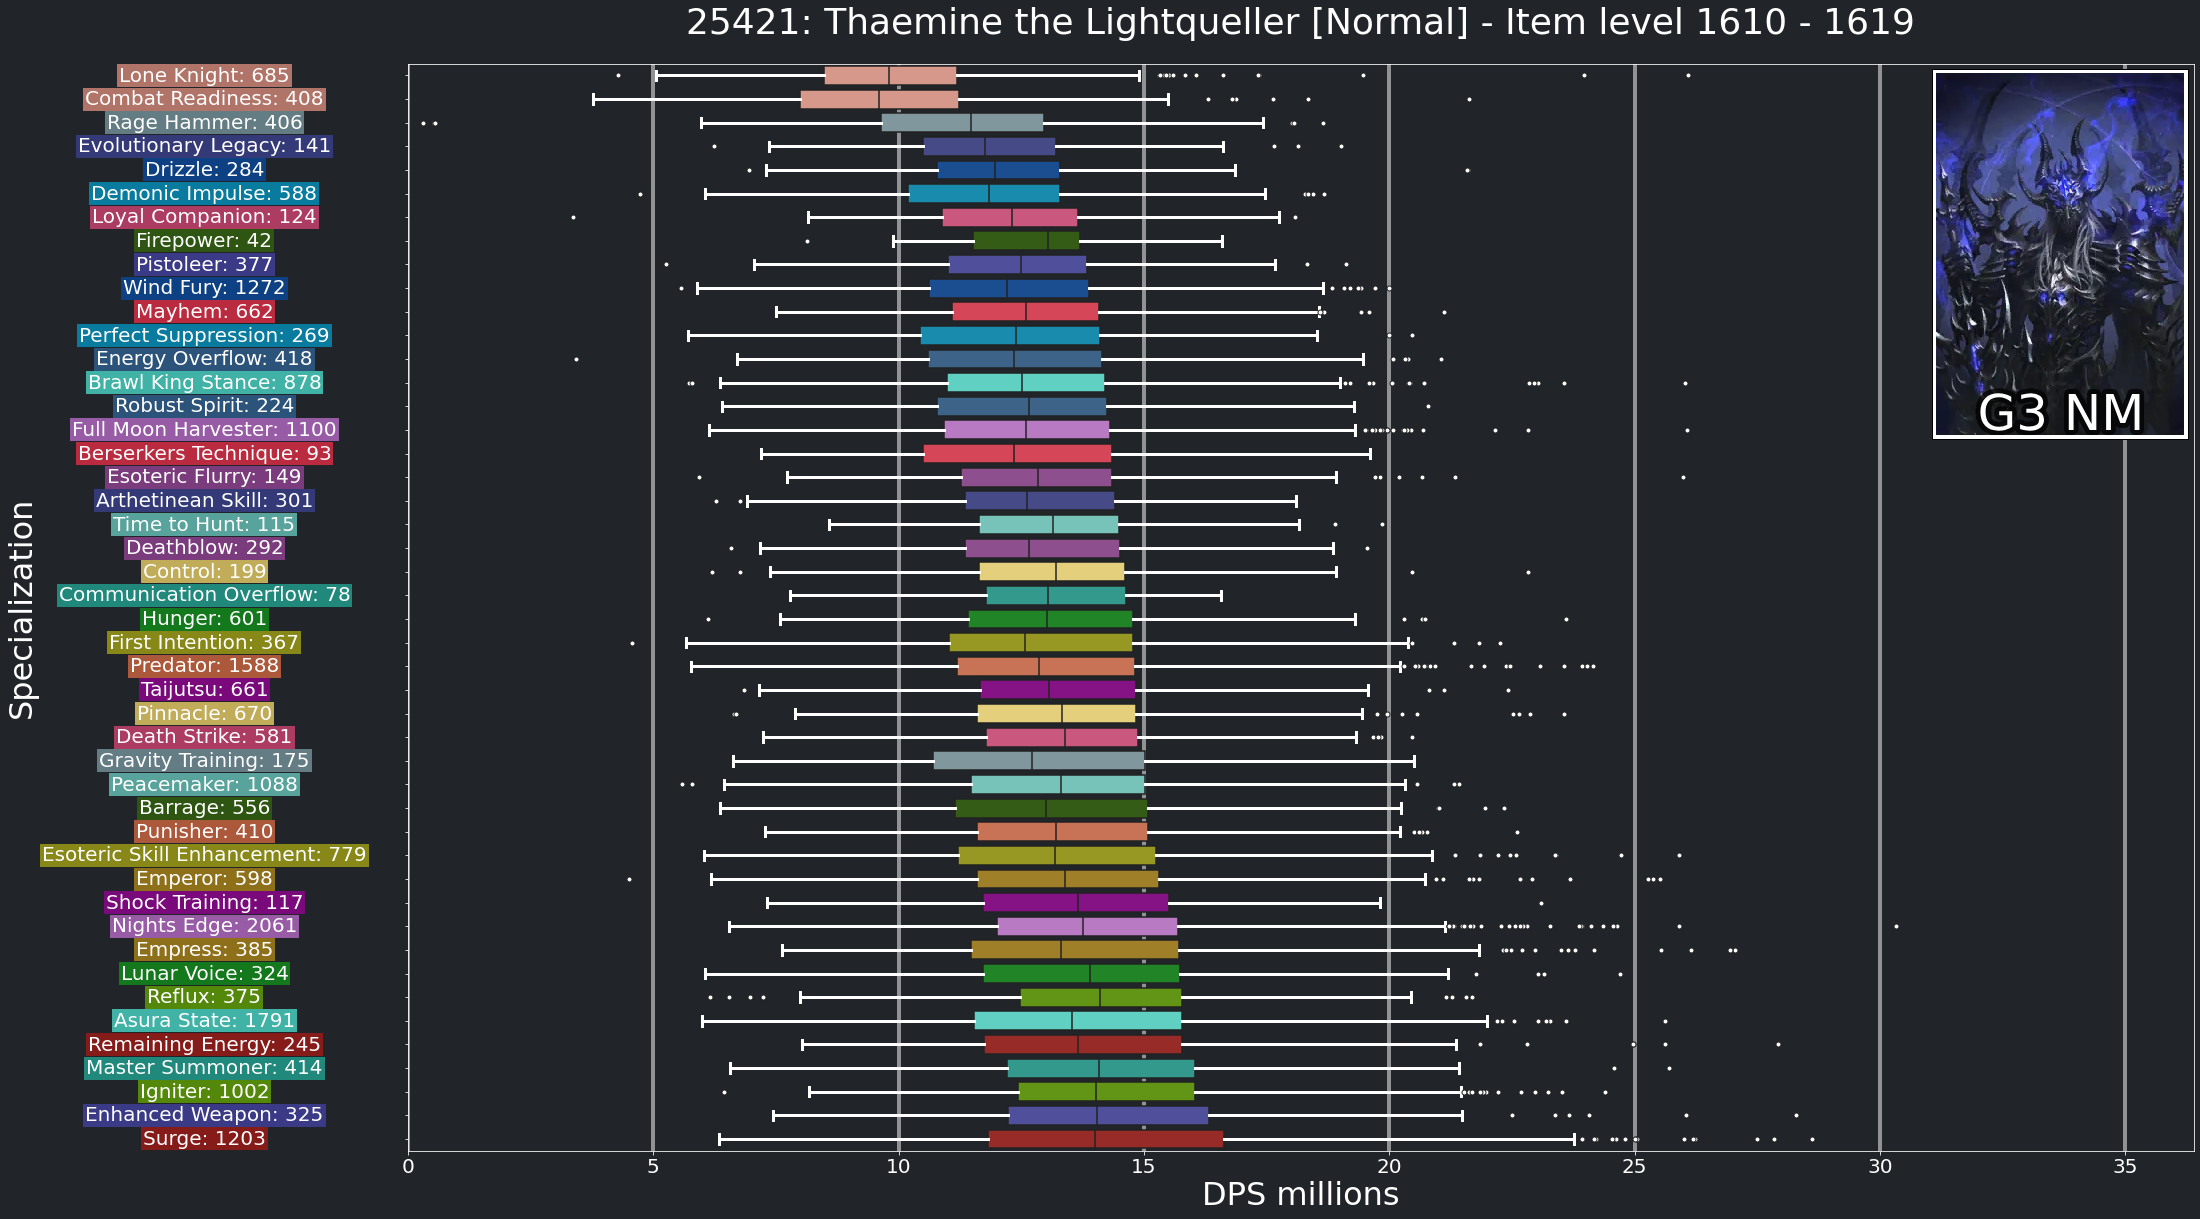 25421: Thaemine the Lightqueller [Normal] - Item level 1610 - 1619
Lone Knight: 685
Combat Readiness: 408
Rage Hammer: 406
Evolutionary Legacy: 141
Drizzle: 284
Demonic Impulse: 588
Loyal Companion: 124
Firepower: 42
Pistoleer: 377
Wind Fury: 1272
Mayhem: 662
Perfect Suppression: 269
Energy Overflow: 418
Brawl King Stance: 878
Robust Spirit: 224
Full Moon Harvester: 1100
Berserkers Technique: 93
Esoteric Flurry: 149
Arthetinean Skill: 301
Time to Hunt: 115
Deathblow: 292
Control: 199
Communication Overflow: 78
Hunger: 601
First Intention: 367
Predator: 1588
Taijutsu: 661
Pinnacle: 670
Death Strike: 581
Gravity Training: 175
Peacemaker: 1088
Barrage: 556
Punisher: 410
Esoteric Skill Enhancement: 779
Emperor: 598
Shock Training: 117
Nights Edge: 2061
Empress: 385
Lunar Voice: 324
Reflux: 375
Asura State: 1791
Remaining Energy: 245
Master Summoner: 414
Igniter: 1002
Enhanced Weapon: 325
Surge: 1203
Specialization
G3 NM
0 5 10 15 20 25 30 35
DPS millions